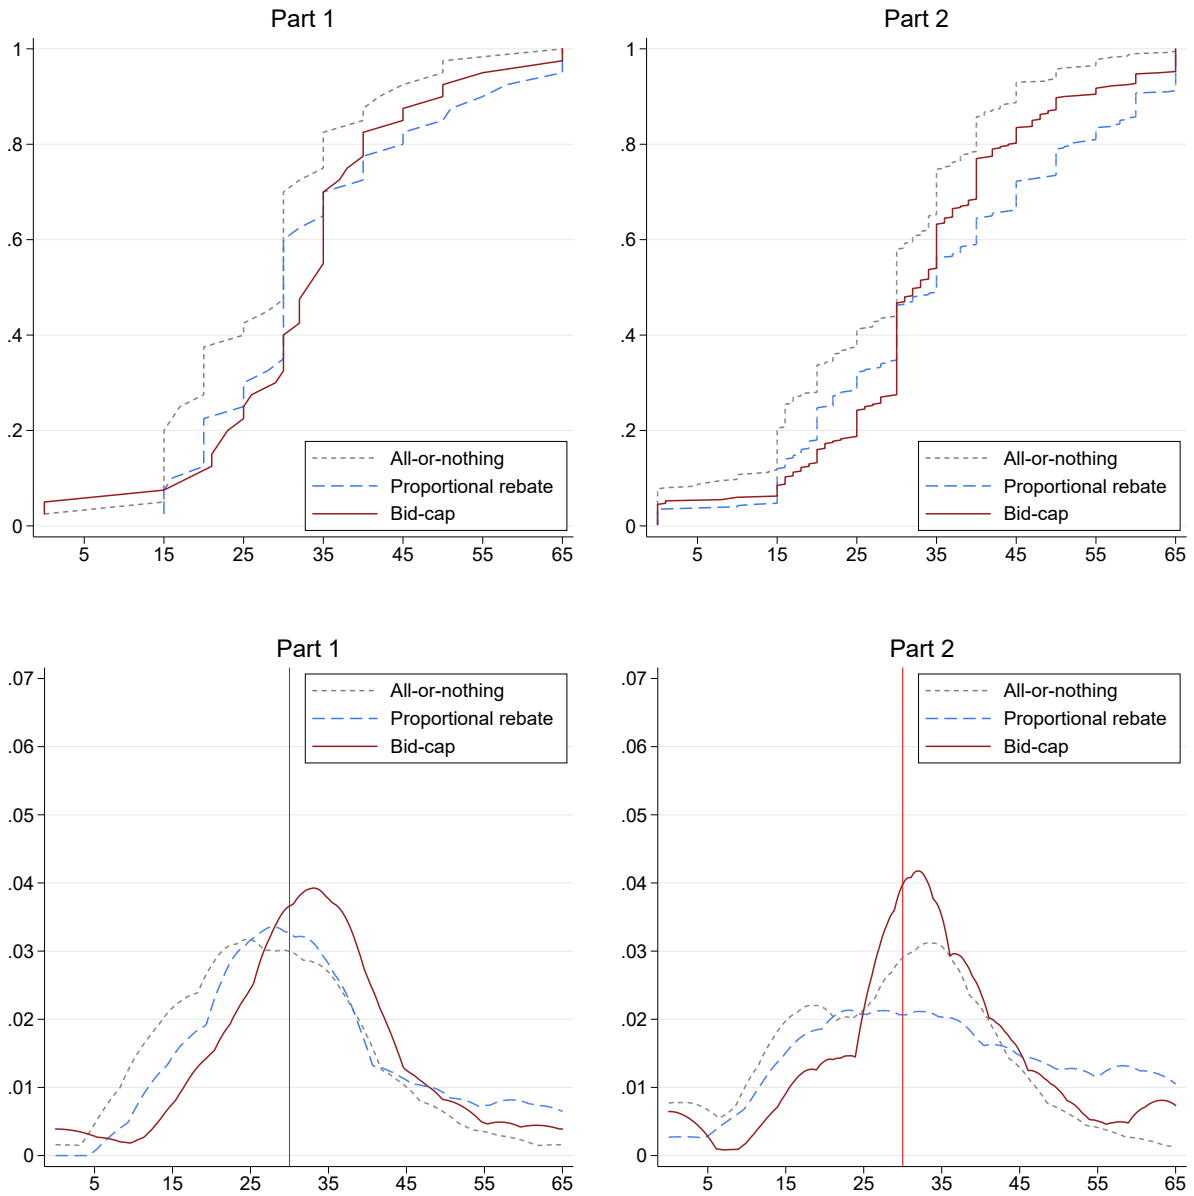 Part 1
1
.8
.6
.4
.2
0
5 15 25 35 45 55 65
All-or-nothing
Proportional rebate
Bid-cap
Part 2
1
.8
.6
.4
.2
0
5 15 25 35 45 55 65
All-or-nothing
Proportional rebate
Bid-cap
Part 1
.07
.06
.05
.04
.03
.02
.01
0
5 15 25 35 45 55 65
All-or-nothing
Proportional rebate
Bid-cap
Part 2
.07
.06
.05
.04
.03
.02
.01
0
5 15 25 35 45 55 65
All-or-nothing
Proportional rebate
Bid-cap